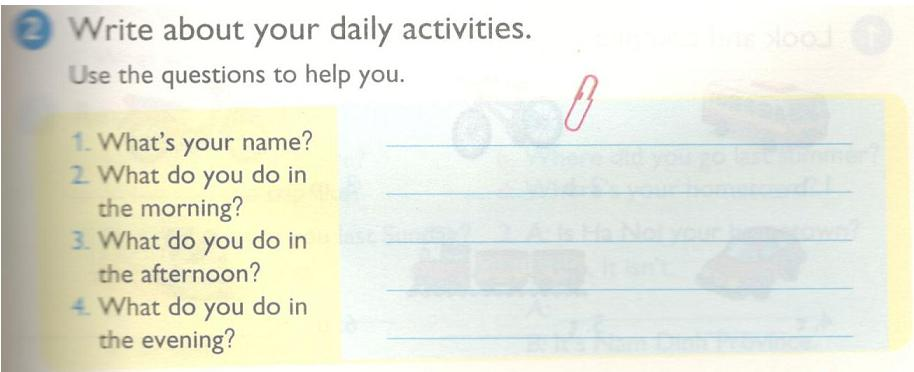 2 Write about your daily activities.
Use the questions to help you.
1. What's your name?
2. What do you do in
the morning?
3. What do you do in
the afternoon?
4. What do you do in
the evening?